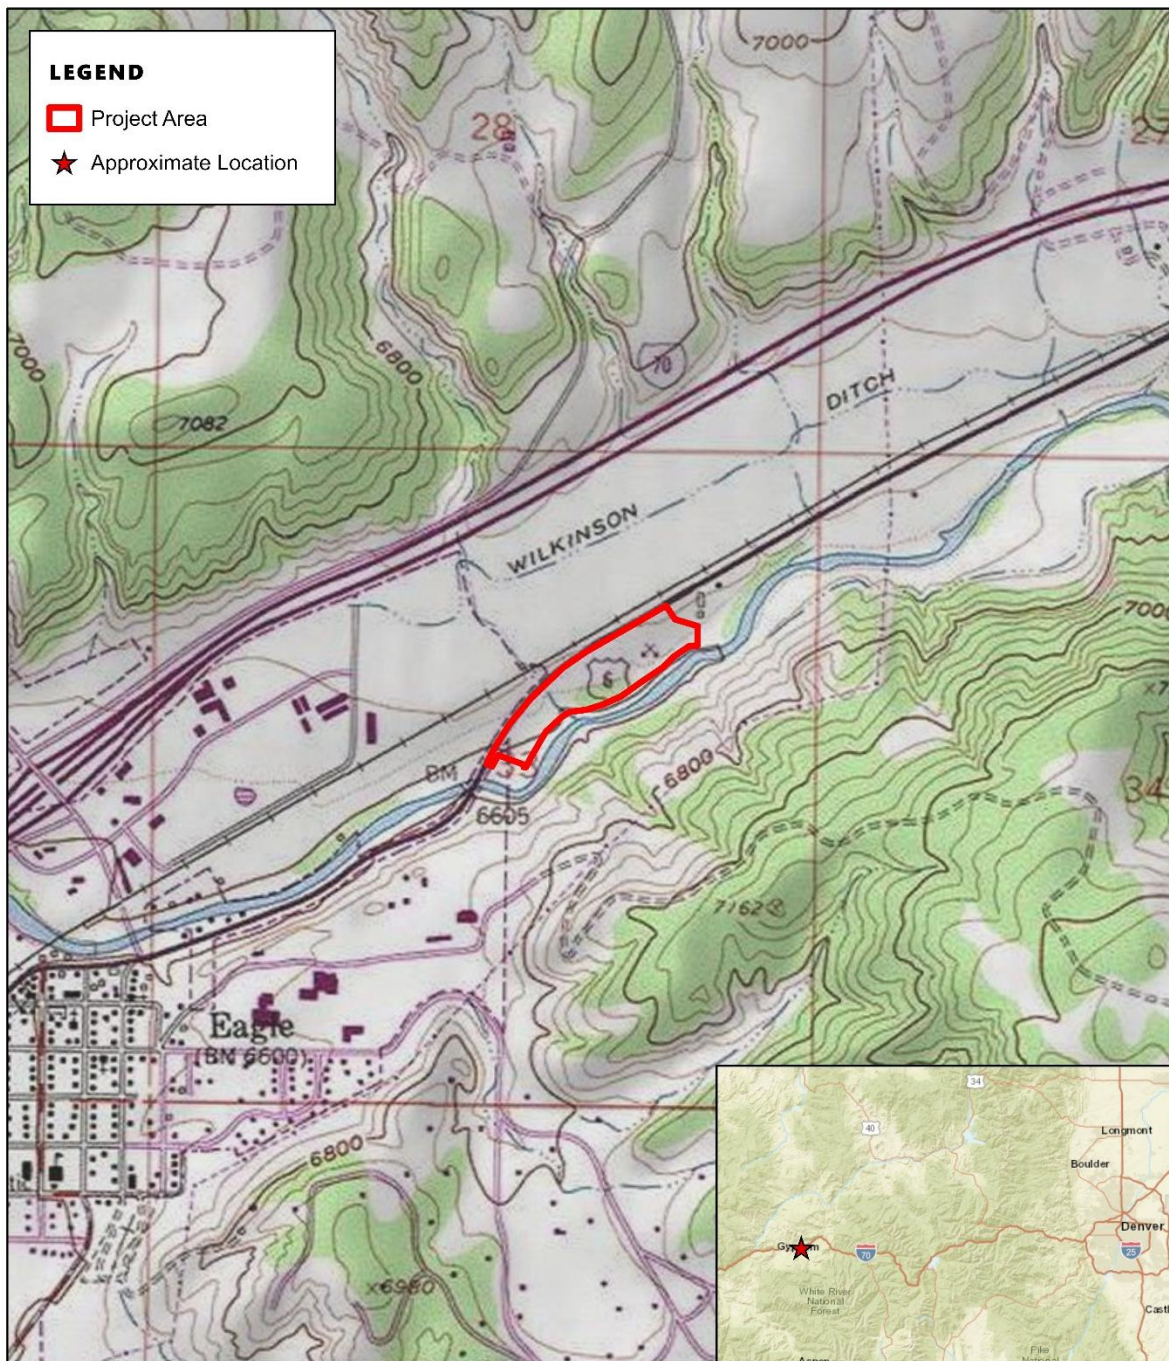 LEGEND
Project Area
Approximate Location
7000
28
7000
6800
70
7082
DITCH
WILKINSON
6
BM
6605
6800
34
7162
Eagle
(BM 6600)
6800
x6980
34
40
Longmont
Boulder
Denver
70
25
White River
National
Forest